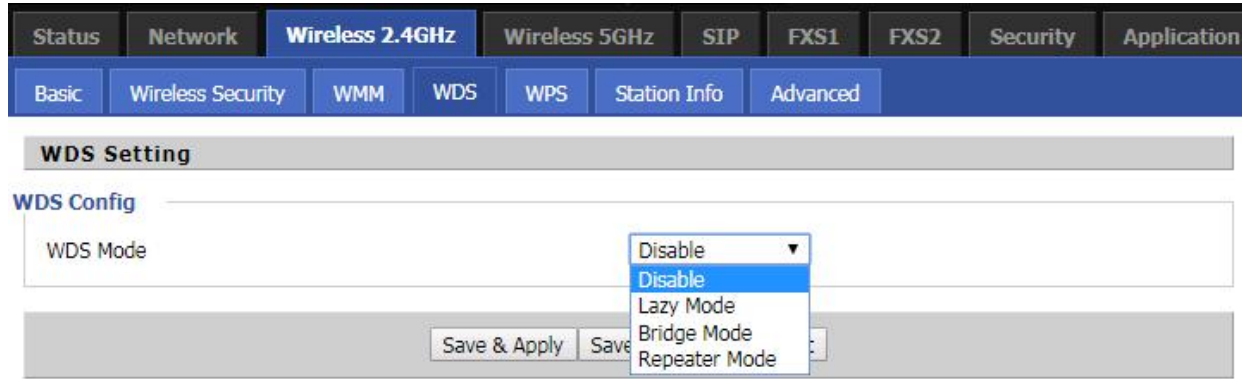 Status Network Wireless 2.4GHz Wireless 5GHz SIP FXS1 FXS2 Security Application
Basic Wireless Security WMM WDS WPS Station Info Advanced
WDS Setting
WDS Config
WDS Mode Disable
Disable
Lazy Mode
Bridge Mode
Repeater Mode
Save & Apply Save